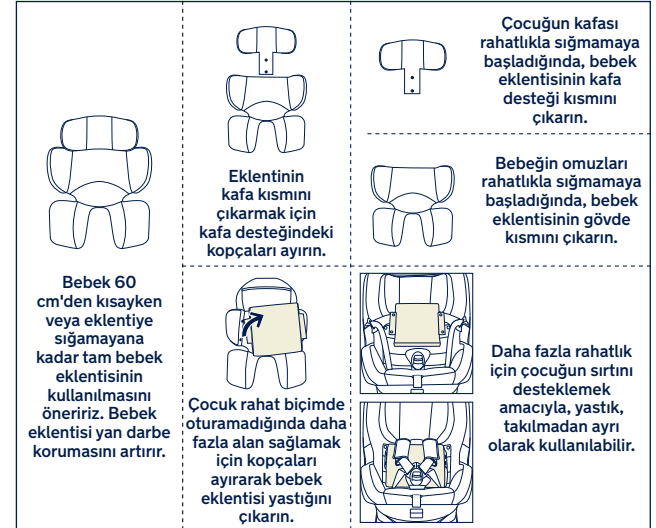 Bebek 60
cm'den kısayken
veya eklentiye
sığamayana
kadar tam bebek
eklentisinin
kullanılmasını
öneririz. Bebek
eklentisi yan darbe
korumasını artırır.
Eklentinin
kafa kısmını
çıkarmak için
kafa desteğindeki
kopçaları ayırın.
Çocuk rahat biçimde
oturamadığında daha
fazla alan sağlamak
için kopçaları
ayırarak bebek
eklentisi yastığını
çıkarın.
Çocuğun kafası
rahatlıkla sığmamaya
başladığında, bebek
eklentisinin kafa
desteği kısmını
çıkarın.
Bebeğin omuzları
rahatlıkla sığmamaya
başladığında, bebek
eklentisinin gövde
kısmını çıkarın.
Daha fazla rahatlık
için çocuğun sırtını
desteklemek
amacıyla, yastık,
takılmadan ayrı
olarak kullanılabilir.